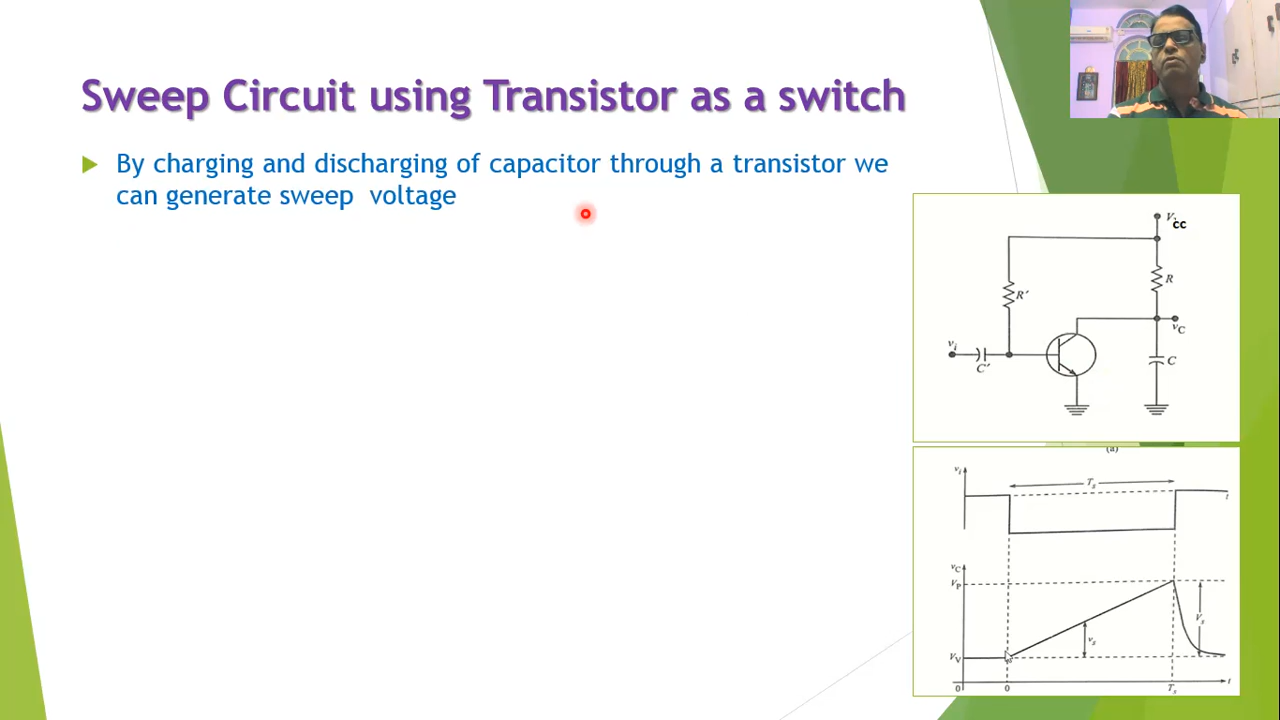 Sweep Circuit using Transistor as a switch
By charging and discharging of capacitor through a transistor we
can generate sweep voltage
V
cc
R
R′
vC
vi
C′
C
(a)
vi
Ts
t
vC
VP
Vs
vs
VV
0
0
Ts
t